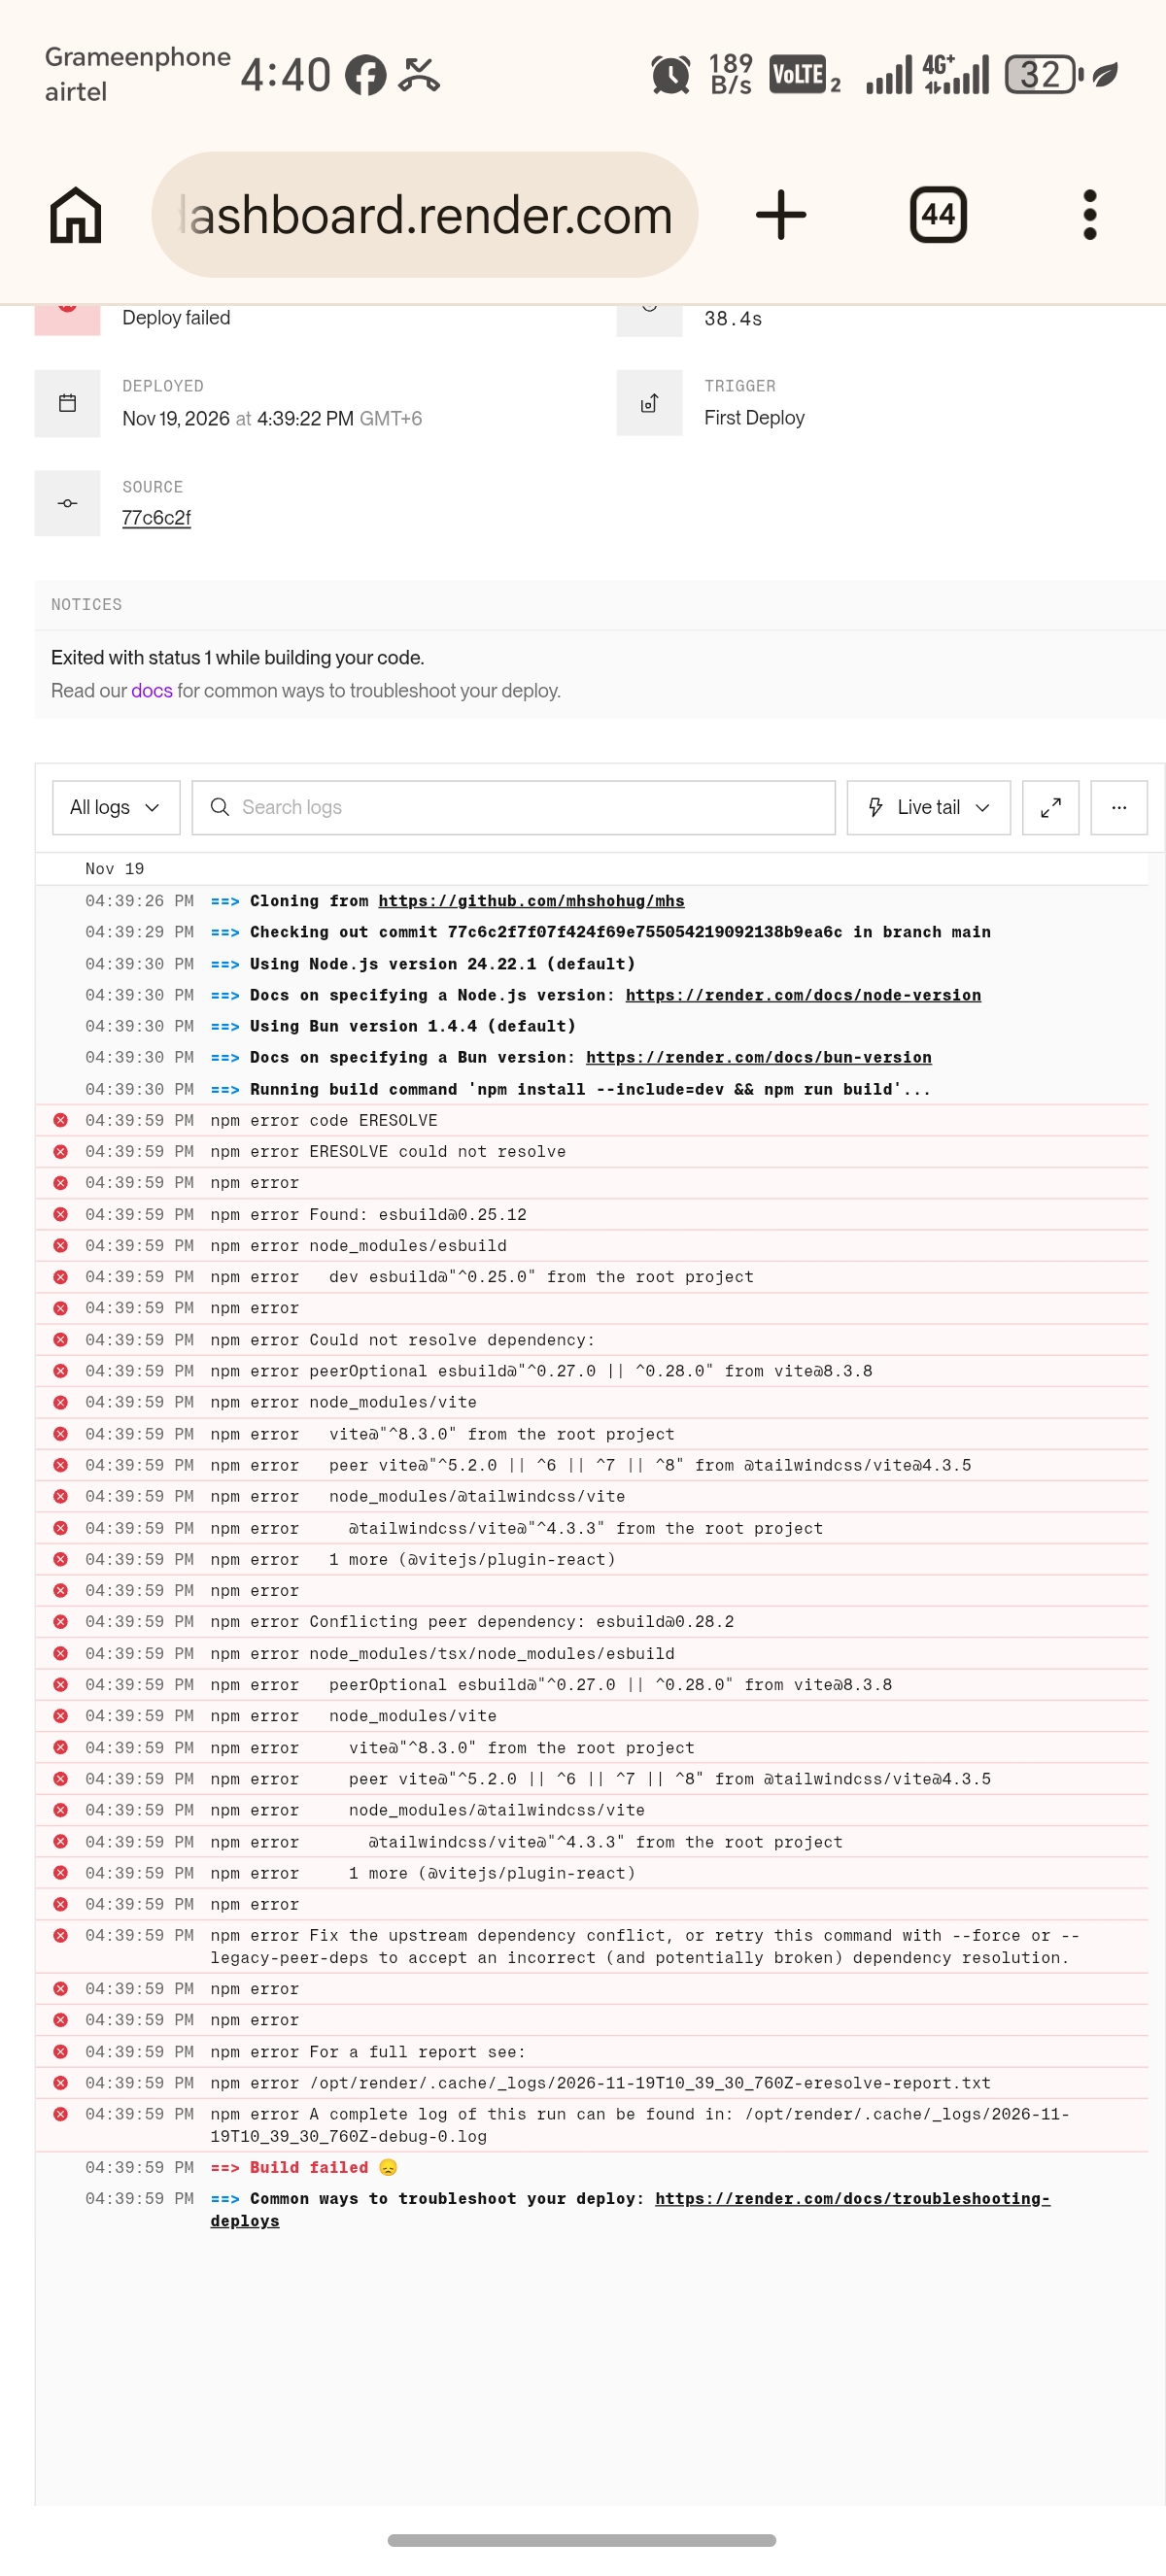 Grameenphone
airtel
4:40
189
B/s
VoLTE 2
4G+
32
dashboard.render.com
44
Deploy failed
38.4s
DEPLOYED
Nov 19, 2026 at 4:39:22 PM GMT+6
TRIGGER
First Deploy
SOURCE
77c6c2f
NOTICES
Exited with status 1 while building your code.
Read our docs for common ways to troubleshoot your deploy.
All logs
Search logs
Live tail
Nov 19
04:39:26 PM ==> Cloning from https://github.com/mhshohug/mhs
04:39:29 PM ==> Checking out commit 77c6c2f7f07f424f69e755054219092138b9ea6c in branch main
04:39:30 PM ==> Using Node.js version 24.22.1 (default)
04:39:30 PM ==> Docs on specifying a Node.js version: https://render.com/docs/node-version
04:39:30 PM ==> Using Bun version 1.4.4 (default)
04:39:30 PM ==> Docs on specifying a Bun version: https://render.com/docs/bun-version
04:39:30 PM ==> Running build command 'npm install --include=dev && npm run build'...
04:39:59 PM npm error code ERESOLVE
04:39:59 PM npm error ERESOLVE could not resolve
04:39:59 PM npm error
04:39:59 PM npm error Found: esbuild@0.25.12
04:39:59 PM npm error node_modules/esbuild
04:39:59 PM npm error   dev esbuild@"^0.25.0" from the root project
04:39:59 PM npm error
04:39:59 PM npm error Could not resolve dependency:
04:39:59 PM npm error peerOptional esbuild@"^0.27.0 || ^0.28.0" from vite@8.3.8
04:39:59 PM npm error node_modules/vite
04:39:59 PM npm error   vite@"^8.3.0" from the root project
04:39:59 PM npm error   peer vite@"^5.2.0 || ^6 || ^7 || ^8" from @tailwindcss/vite@4.3.5
04:39:59 PM npm error   node_modules/@tailwindcss/vite
04:39:59 PM npm error     @tailwindcss/vite@"^4.3.3" from the root project
04:39:59 PM npm error   1 more (@vitejs/plugin-react)
04:39:59 PM npm error
04:39:59 PM npm error Conflicting peer dependency: esbuild@0.28.2
04:39:59 PM npm error node_modules/tsx/node_modules/esbuild
04:39:59 PM npm error   peerOptional esbuild@"^0.27.0 || ^0.28.0" from vite@8.3.8
04:39:59 PM npm error   node_modules/vite
04:39:59 PM npm error     vite@"^8.3.0" from the root project
04:39:59 PM npm error     peer vite@"^5.2.0 || ^6 || ^7 || ^8" from @tailwindcss/vite@4.3.5
04:39:59 PM npm error     node_modules/@tailwindcss/vite
04:39:59 PM npm error       @tailwindcss/vite@"^4.3.3" from the root project
04:39:59 PM npm error     1 more (@vitejs/plugin-react)
04:39:59 PM npm error
04:39:59 PM npm error Fix the upstream dependency conflict, or retry this command with --force or --
legacy-peer-deps to accept an incorrect (and potentially broken) dependency resolution.
04:39:59 PM npm error
04:39:59 PM npm error
04:39:59 PM npm error For a full report see:
04:39:59 PM npm error /opt/render/.cache/_logs/2026-11-19T10_39_30_760Z-eresolve-report.txt
04:39:59 PM npm error A complete log of this run can be found in: /opt/render/.cache/_logs/2026-11-
19T10_39_30_760Z-debug-0.log
04:39:59 PM ==> Build failed 😞
04:39:59 PM ==> Common ways to troubleshoot your deploy: https://render.com/docs/troubleshooting-
deploys